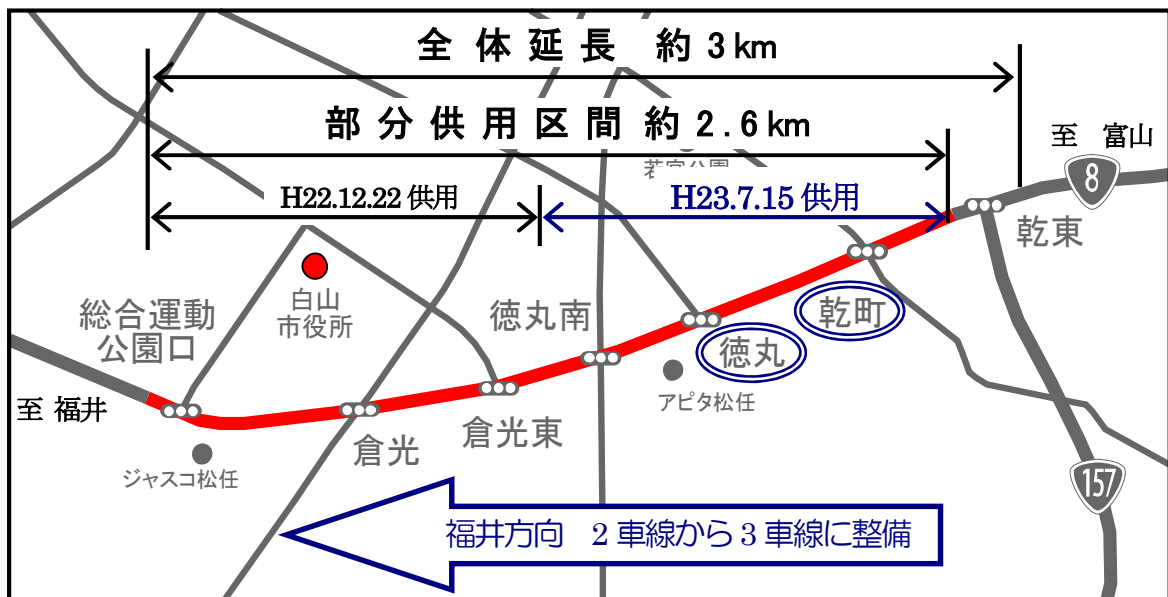 全体延長 約3km
部分供用区間約2.6km
至 富山
8
H22.12.22 供用
H23.7.15 供用
乾東
白山
市役所
総合運動
公園口
徳丸南
乾町
徳丸
至 福井
アピタ松任
倉光東
倉光
ジャスコ松任
157
福井方向 2車線から3車線に整備